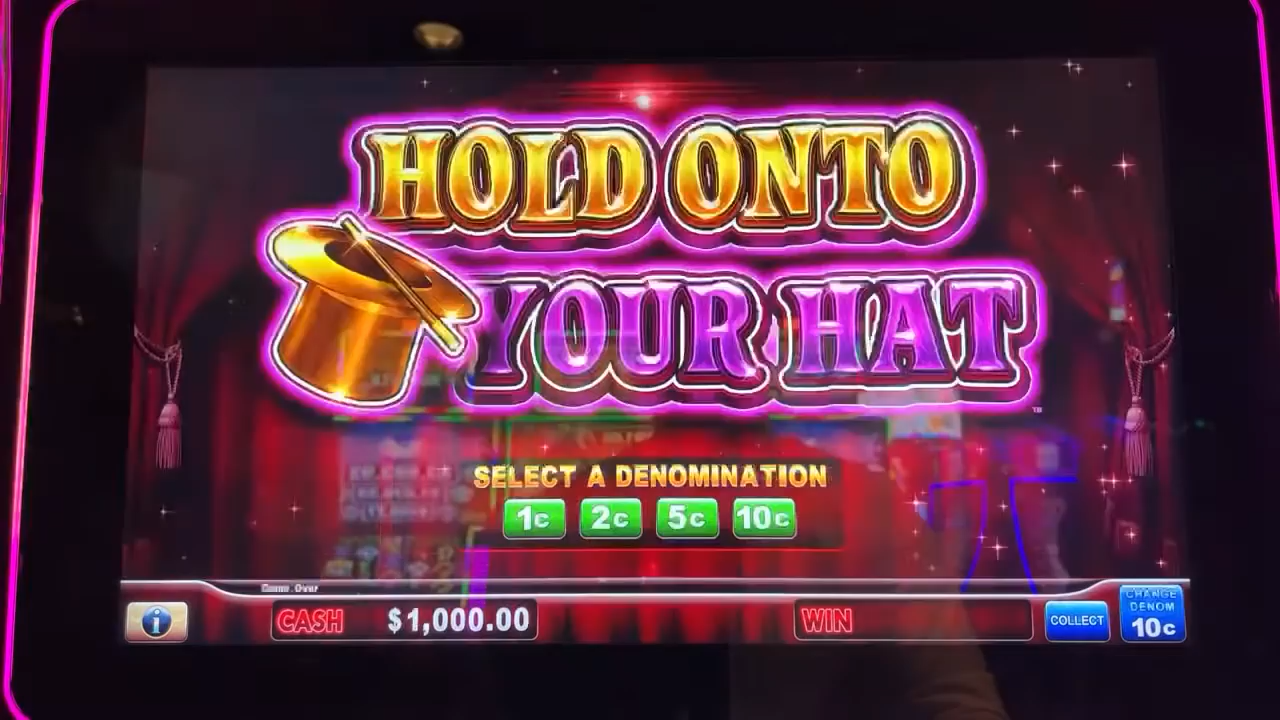 HOLD ONTO
YOUR HAT
TM
SELECT A DENOMINATION
1c 2c 5c 10c
Game Over
CASH $1,000.00 WIN
COLLECT
CHANGE
DENOM
10c